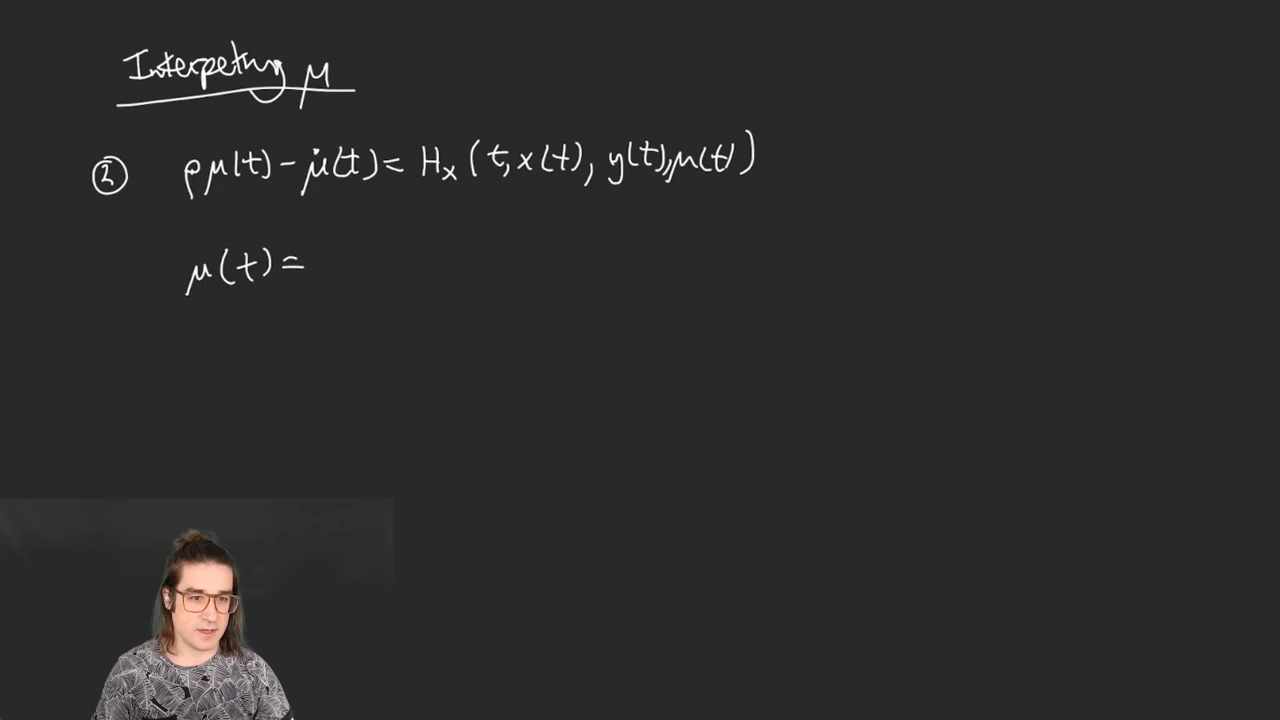 Interpeting μ
② ρμ(t) - μ̇(t) = Hₓ(t, x(t), y(t), μ(t))
μ(t) =